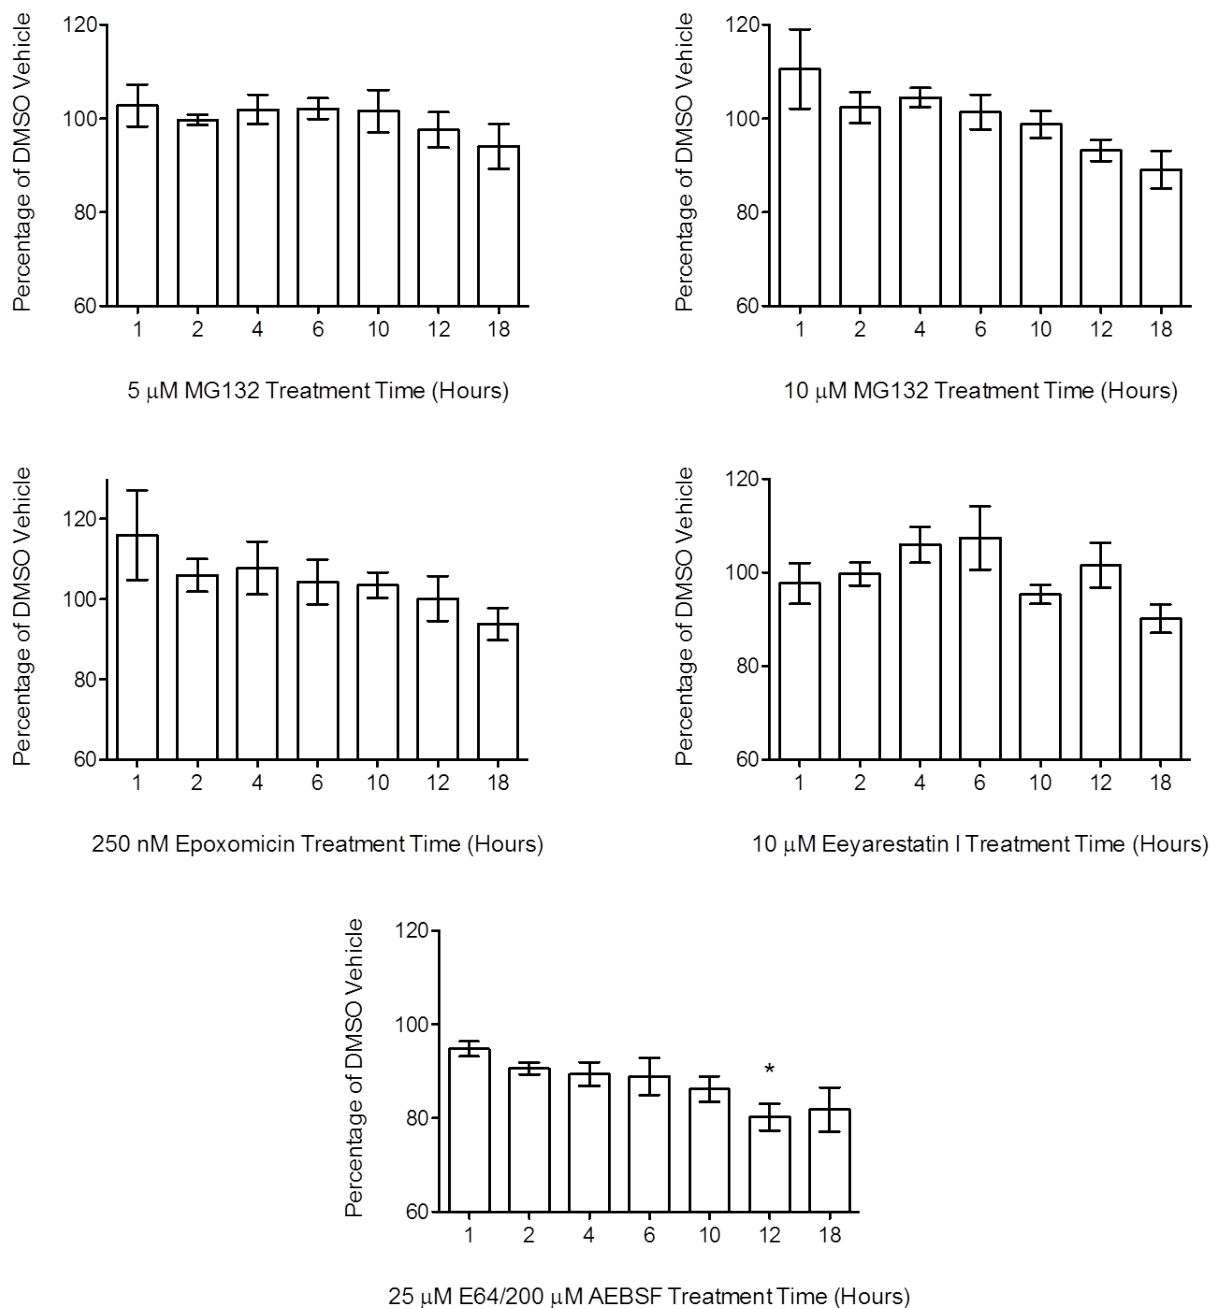 Percentage of DMSO Vehicle
120
100
80
60
1 2 4 6 10 12 18
5 μM MG132 Treatment Time (Hours)
Percentage of DMSO Vehicle
120
100
80
60
1 2 4 6 10 12 18
10 μM MG132 Treatment Time (Hours)
Percentage of DMSO Vehicle
120
100
80
60
1 2 4 6 10 12 18
250 nM Epoxomicin Treatment Time (Hours)
Percentage of DMSO Vehicle
120
100
80
60
1 2 4 6 10 12 18
10 μM Eeyarestatin I Treatment Time (Hours)
Percentage of DMSO Vehicle
120
100
80
60
*
1 2 4 6 10 12 18
25 μM E64/200 μM AEBSF Treatment Time (Hours)